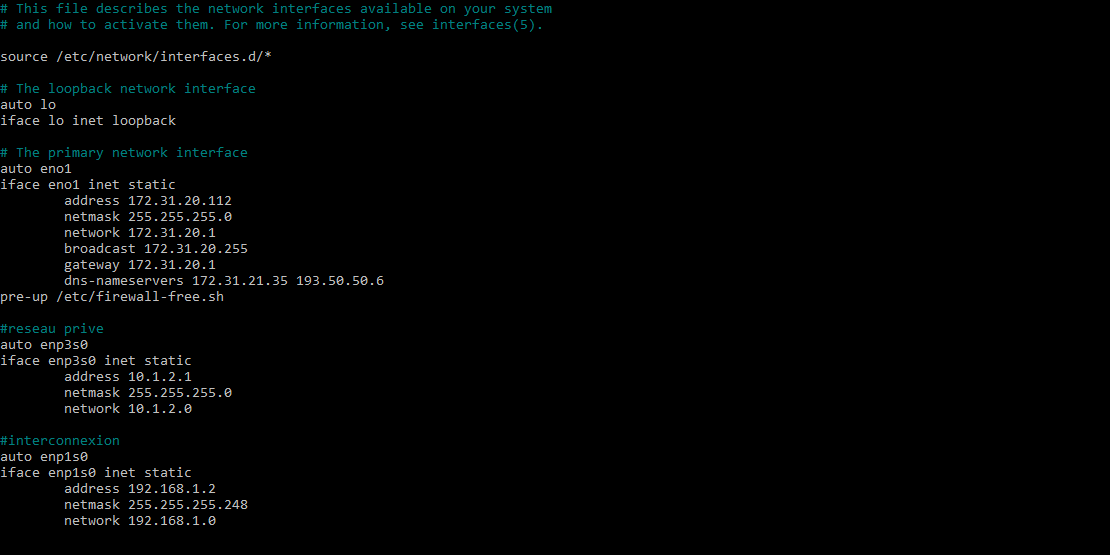 # This file describes the network interfaces available on your system
# and how to activate them. For more information, see interfaces(5).
source /etc/network/interfaces.d/*
# The loopback network interface
auto lo
iface lo inet loopback
# The primary network interface
auto eno1
iface eno1 inet static
address 172.31.20.112
netmask 255.255.255.0
network 172.31.20.1
broadcast 172.31.20.255
gateway 172.31.20.1
dns-nameservers 172.31.21.35 193.50.50.6
pre-up /etc/firewall-free.sh
#reseau prive
auto enp3s0
iface enp3s0 inet static
address 10.1.2.1
netmask 255.255.255.0
network 10.1.2.0
#interconnexion
auto enp1s0
iface enp1s0 inet static
address 192.168.1.2
netmask 255.255.255.248
network 192.168.1.0